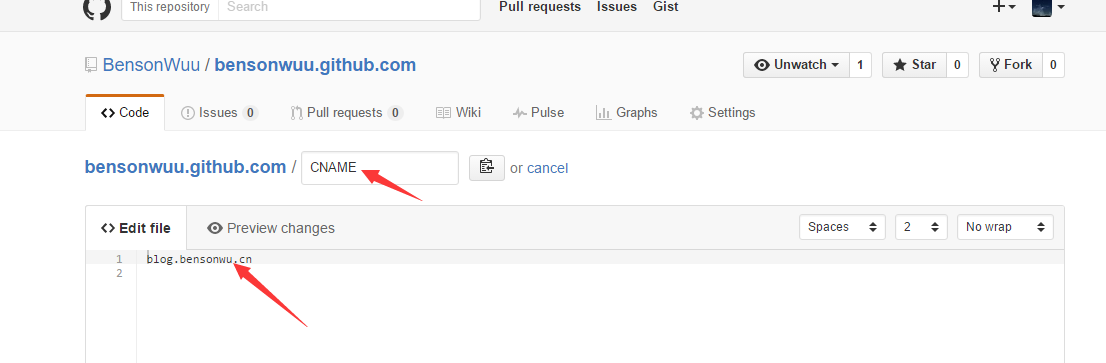 This repository Search Pull requests Issues Gist
BensonWuu / bensonwuu.github.com Unwatch 1 Star 0 Fork 0
Code Issues 0 Pull requests 0 Wiki Pulse Graphs Settings
bensonwuu.github.com / CNAME or cancel
Edit file Preview changes Spaces 2 No wrap
1 blog.bensonwu.cn
2